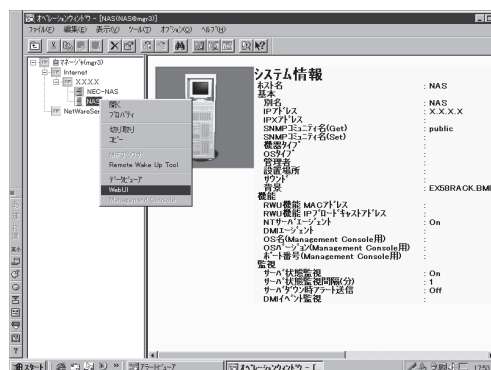 オペレーションウィンドウ - [NAS(NAS@mgr3)]
ファイル(F) 編集(E) 表示(V) ツール(T) オプション(O) ヘルプ(H)
自マネージャ(mgr3)
Internet
X.X.X.X
NEC-NAS
NAS
NetWareSer
開く
プロパティ
切り取り
コピー
Remote Wake Up Tool
データビューア
WebUI
Management Console
システム情報
ホスト名 : NAS
基本
別名 : NAS
IPアドレス : X.X.X.X
IPXアドレス :
SNMPコミュニティ名(Get) : public
SNMPコミュニティ名(Set) :
機器タイプ :
OSタイプ :
管理者 :
設置場所 :
サウンド :
背景 : EX58RACK.BMP
機能
RWU機能 MACアドレス :
RWU機能 IPブロードキャストアドレス :
NTサーバエージェント : On
DMIエージェント :
OS名(Management Console用) :
OSバージョン(Management Console用) :
ポート番号(Management Console用) :
監視
サーバ状態監視 : On
サーバ状態監視間隔(分) : 1
サーバダウン時アラート送信 : Off
DMIイベント監視 :
スタート
アラートビューア
オペレーションウィンドウ - [...